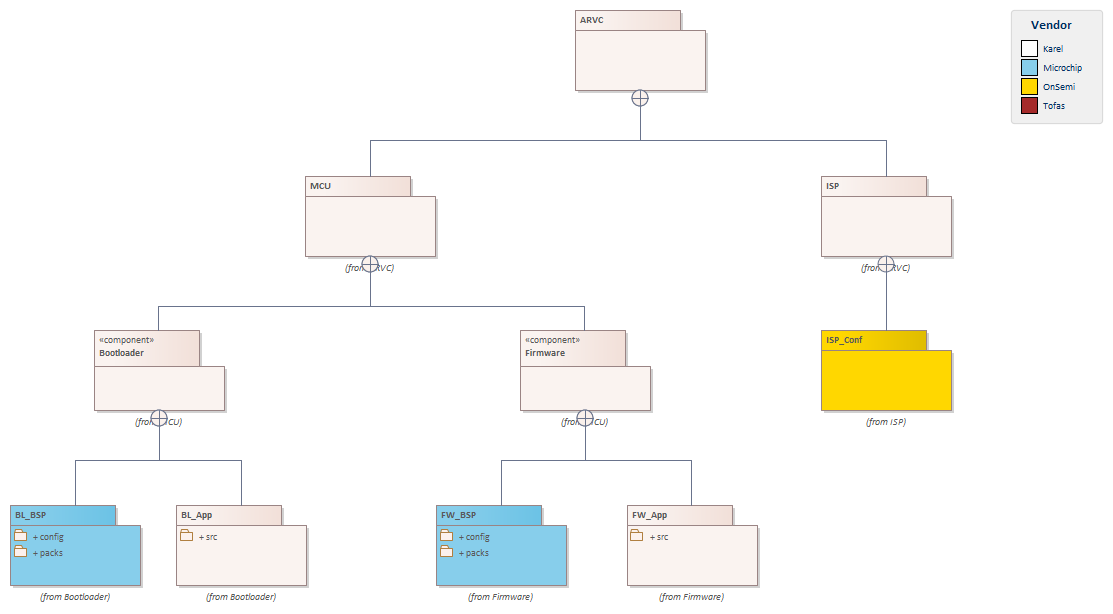 ARVC
Vendor
Karel
Microchip
OnSemi
Tofas
MCU
ISP
(from ARVC)
(from ARVC)
«component»
Bootloader
«component»
Firmware
ISP_Conf
(from MCU)
(from MCU)
(from ISP)
BL_BSP
+ config
+ packs
BL_App
+ src
FW_BSP
+ config
+ packs
FW_App
+ src
(from Bootloader)
(from Bootloader)
(from Firmware)
(from Firmware)